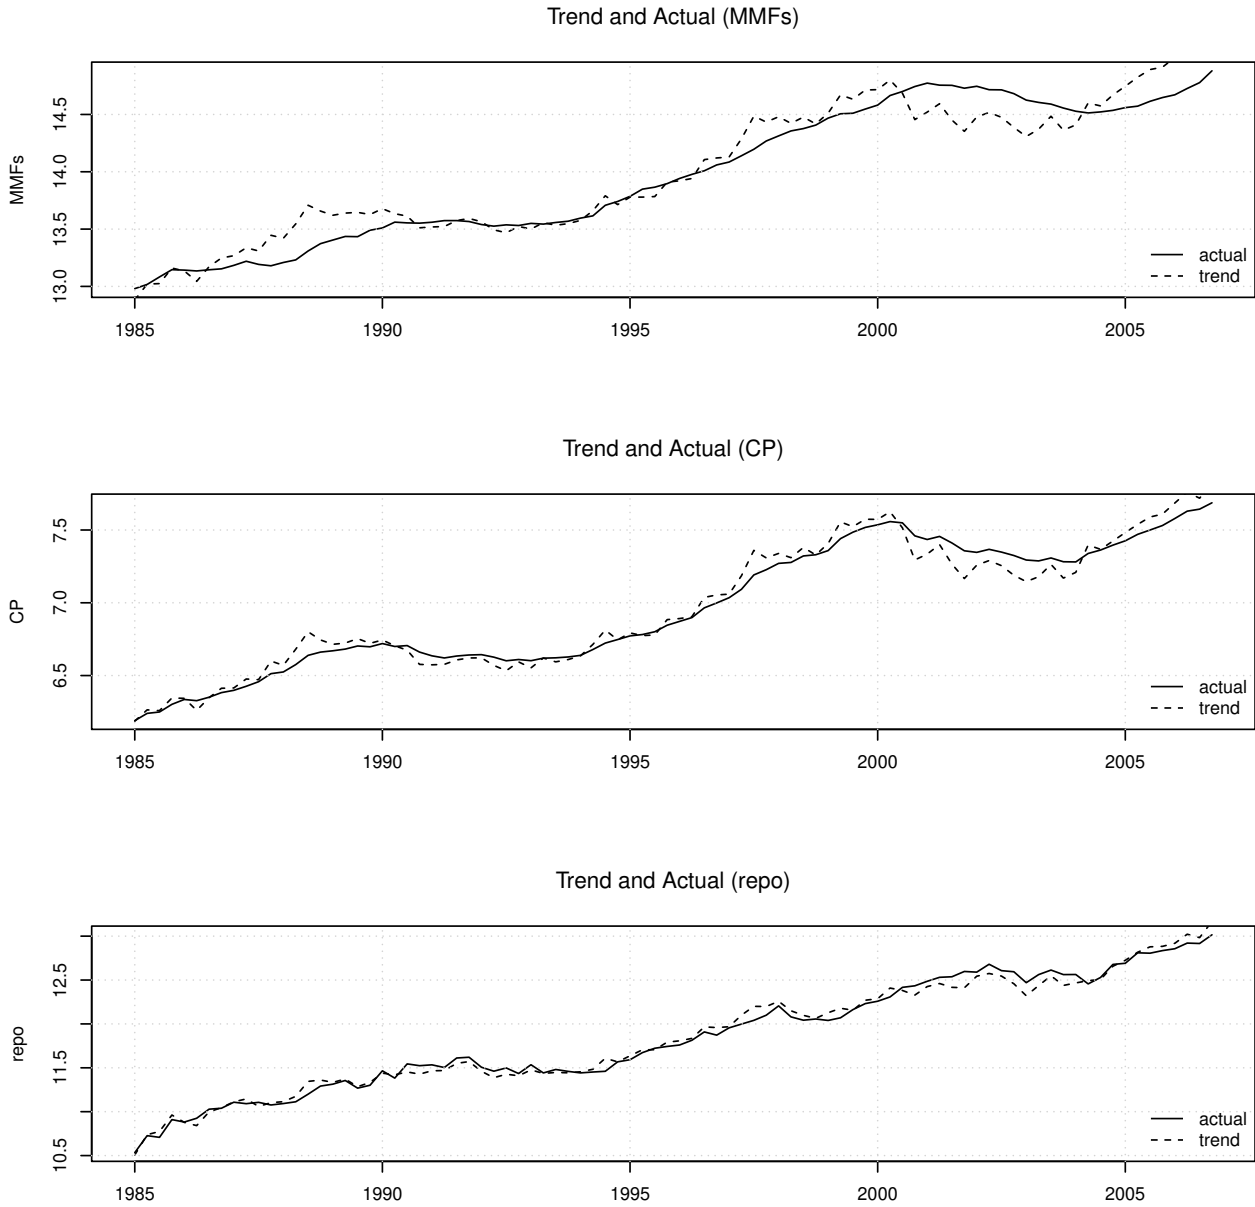 Trend and Actual (MMFs)
MMFs
14.5
14.0
13.5
13.0
actual
trend
1985 1990 1995 2000 2005
Trend and Actual (CP)
CP
7.5
7.0
6.5
actual
trend
1985 1990 1995 2000 2005
Trend and Actual (repo)
repo
12.5
11.5
10.5
actual
trend
1985 1990 1995 2000 2005